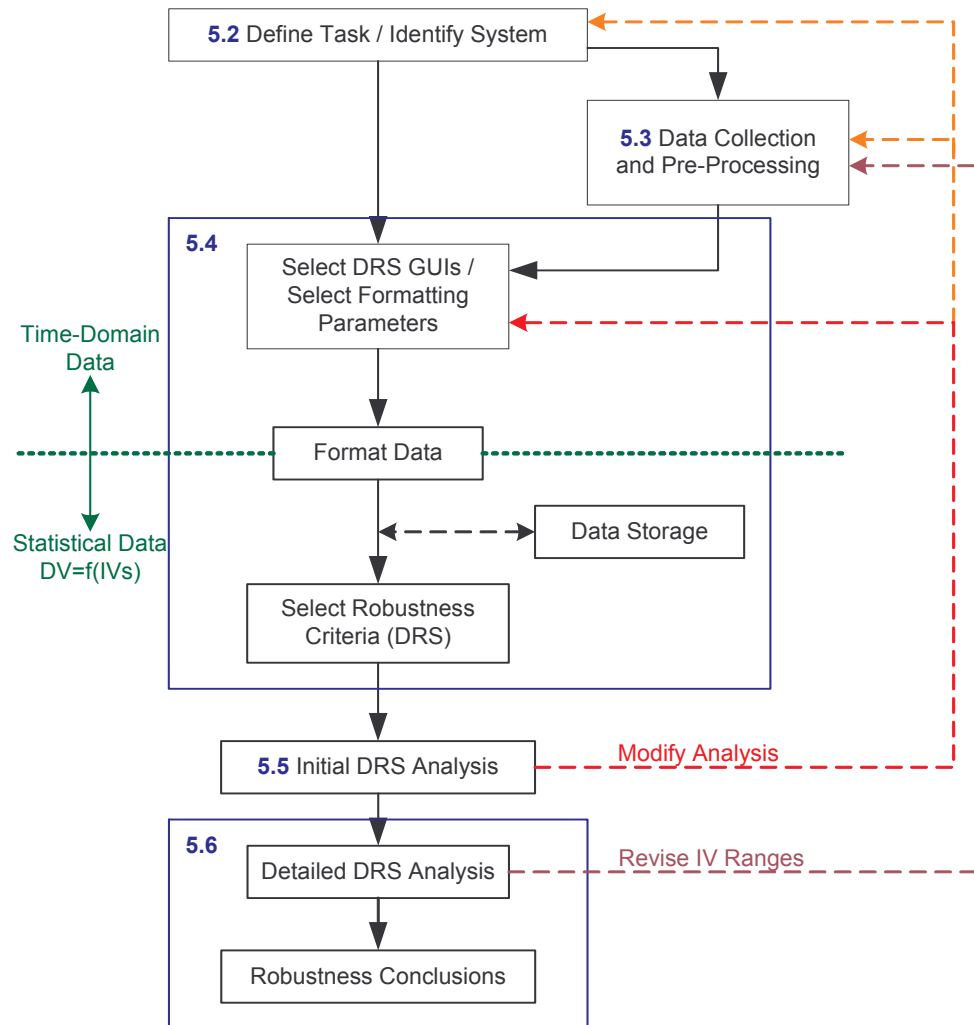 5.2 Define Task / Identify System
5.3 Data Collection
and Pre-Processing
5.4
Select DRS GUIs /
Select Formatting
Parameters
Time-Domain
Data
Format Data
Data Storage
Statistical Data
DV=f(IVs)
Select Robustness
Criteria (DRS)
5.5 Initial DRS Analysis
Modify Analysis
5.6
Detailed DRS Analysis
Revise IV Ranges
Robustness Conclusions